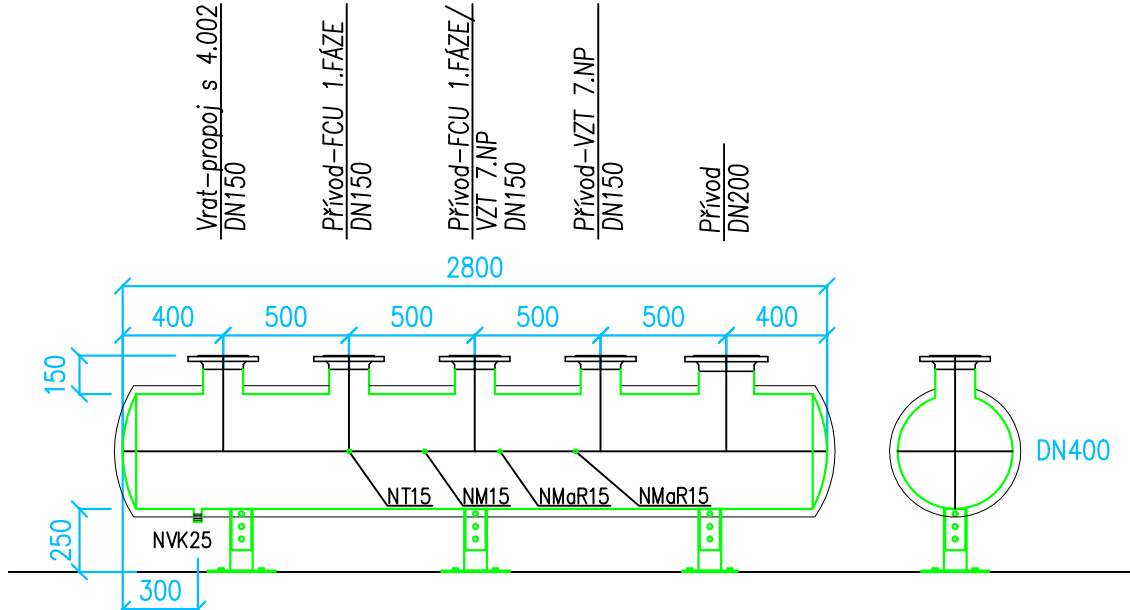 Vrat-propoj s 4.002
DN150
Přívod-FCU 1.FÁZE
DN150
Přívod-FCU 1.FÁZE/
VZT 7.NP
DN150
Přívod-VZT 7.NP
DN150
Přívod
DN200
2800
400
500
500
500
500
400
150
DN400
NT15
NM15
NMaR15
NMaR15
NVK25
250
300